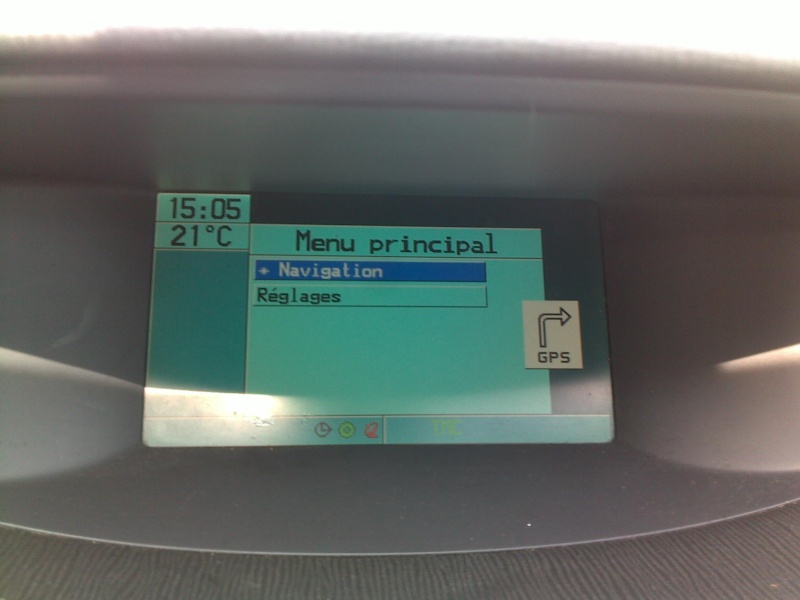 15:05
21°C
Menu principal
Navigation
Réglages
GPS